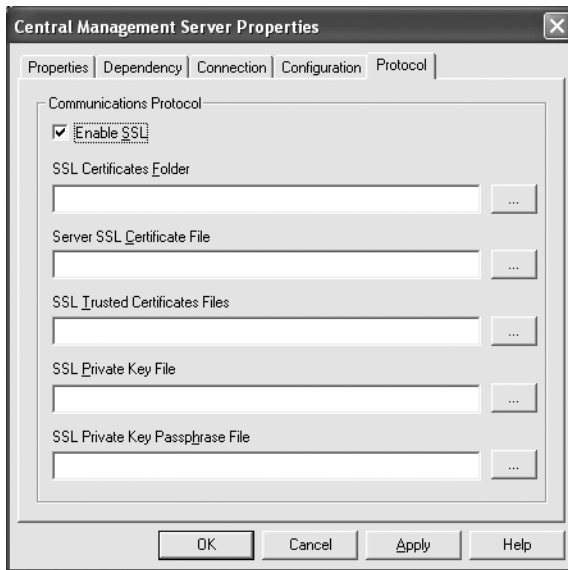 Central Management Server Properties
Properties Dependency Connection Configuration Protocol
Communications Protocol
Enable SSL
SSL Certificates Folder
...
Server SSL Certificate File
...
SSL Trusted Certificates Files
...
SSL Private Key File
...
SSL Private Key Passphrase File
...
OK Cancel Apply Help